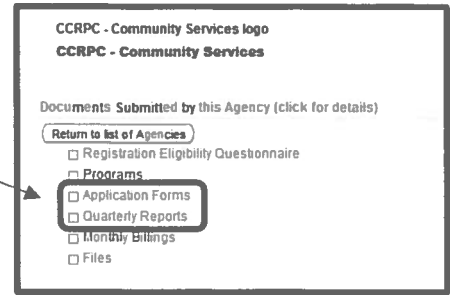 CCRPC - Community Services logo
CCRPC - Community Services
Documents Submitted by this Agency (click for details)
Return to list of Agencies
Registration Eligibility Questionnaire
Programs
Application Forms
Quarterly Reports
Monthly Billings
Files